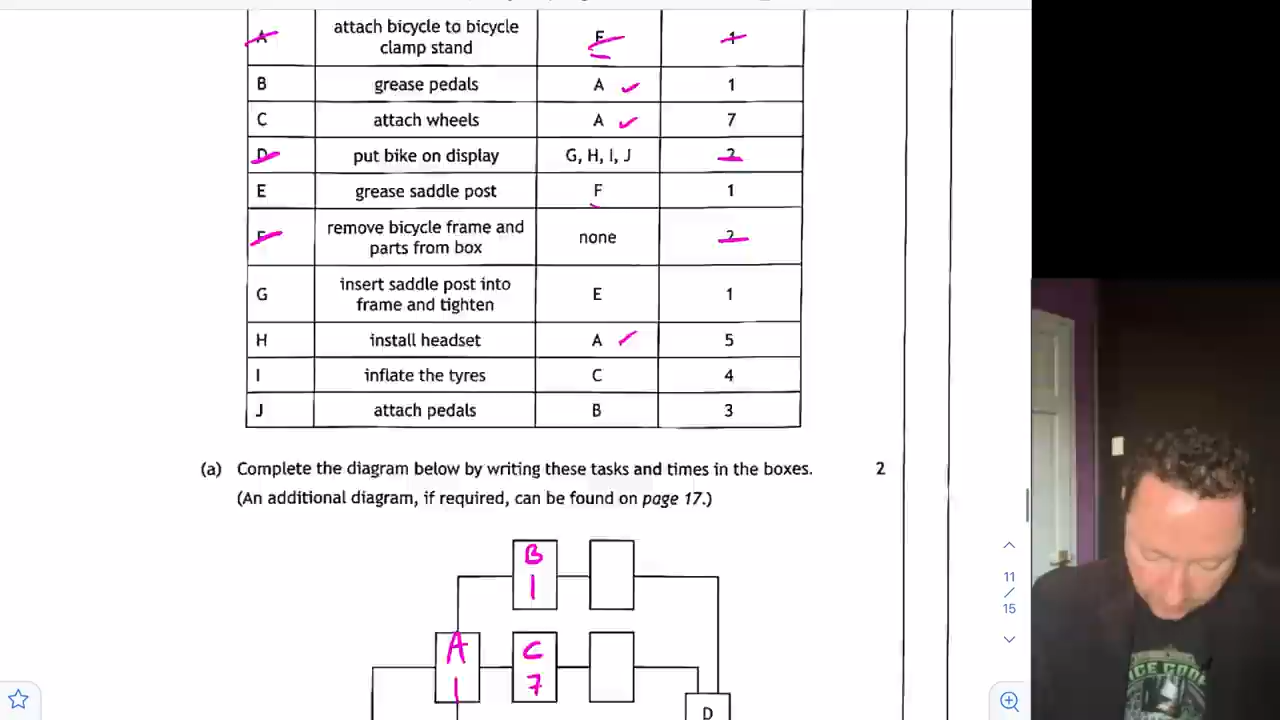 A attach bicycle to bicycle clamp stand F 1
B grease pedals A 1
C attach wheels A 7
D put bike on display G, H, I, J 2
E grease saddle post F 1
F remove bicycle frame and parts from box none 2
G insert saddle post into frame and tighten E 1
H install headset A 5
I inflate the tyres C 4
J attach pedals B 3
(a) Complete the diagram below by writing these tasks and times in the boxes. 2
(An additional diagram, if required, can be found on page 17.)
B
1
A
1
C
7
D
11
/
15